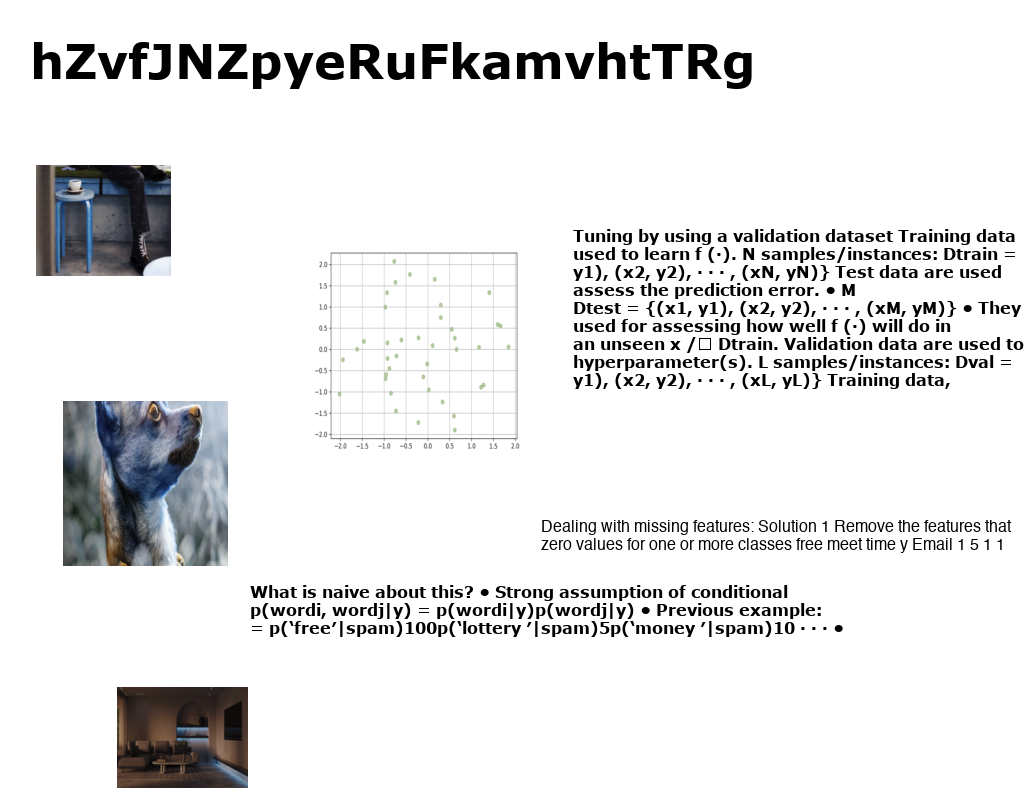 hZvfJNZpyeRuFkamvhtTRg
Tuning by using a validation dataset Training data
used to learn f (·). N samples/instances: Dtrain =
y1), (x2, y2), · · · , (xN, yN)} Test data are used
assess the prediction error. • M
Dtest = {(x1, y1), (x2, y2), · · · , (xM, yM)} • They
used for assessing how well f (·) will do in
an unseen x /□ Dtrain. Validation data are used to
hyperparameter(s). L samples/instances: Dval =
y1), (x2, y2), · · · , (xL, yL)} Training data,
2.0
1.5
1.0
0.5
0.0
−0.5
−1.0
−1.5
−2.0
−2.0 −1.5 −1.0 −0.5 0.0 0.5 1.0 1.5 2.0
Dealing with missing features: Solution 1 Remove the features that
zero values for one or more classes free meet time y Email 1 5 1 1
What is naive about this? • Strong assumption of conditional
p(wordi, wordj|y) = p(wordi|y)p(wordj|y) • Previous example:
= p(‘free’|spam)100p(‘lottery ’|spam)5p(‘money ’|spam)10 · · · •